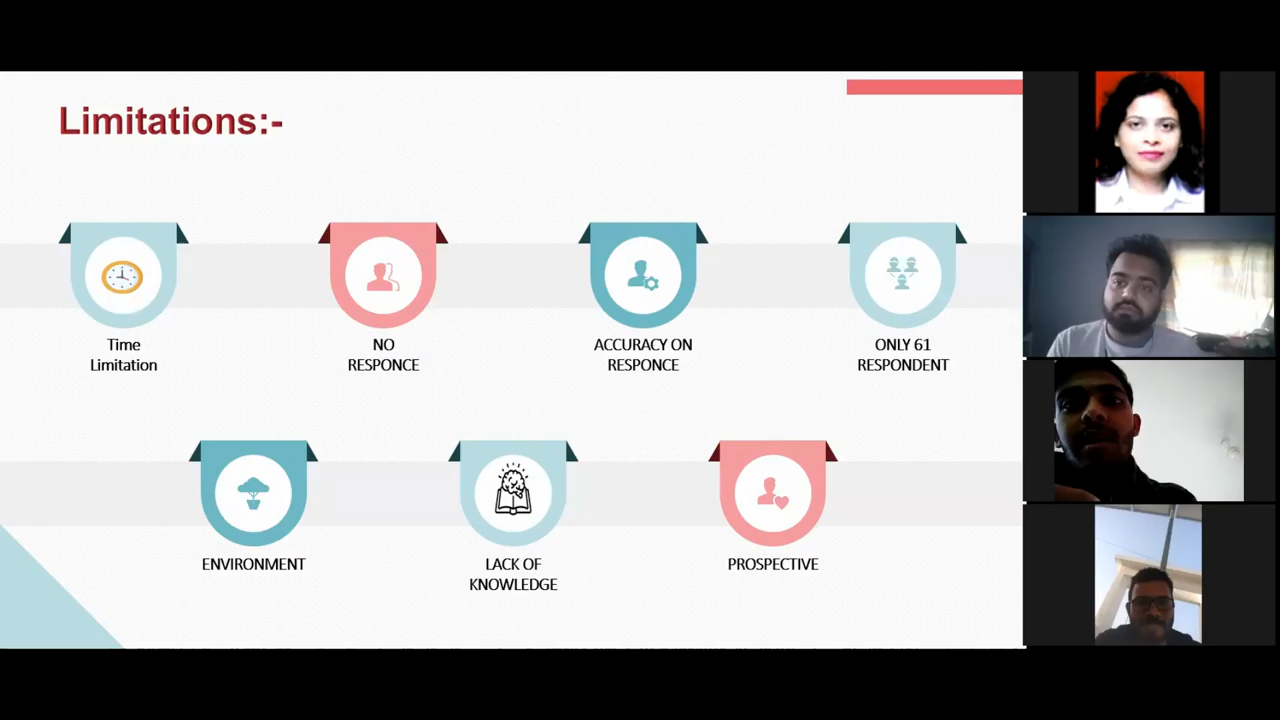 Limitations:-
Time
Limitation
NO
RESPONCE
ACCURACY ON
RESPONCE
ONLY 61
RESPONDENT
ENVIRONMENT
LACK OF
KNOWLEDGE
PROSPECTIVE